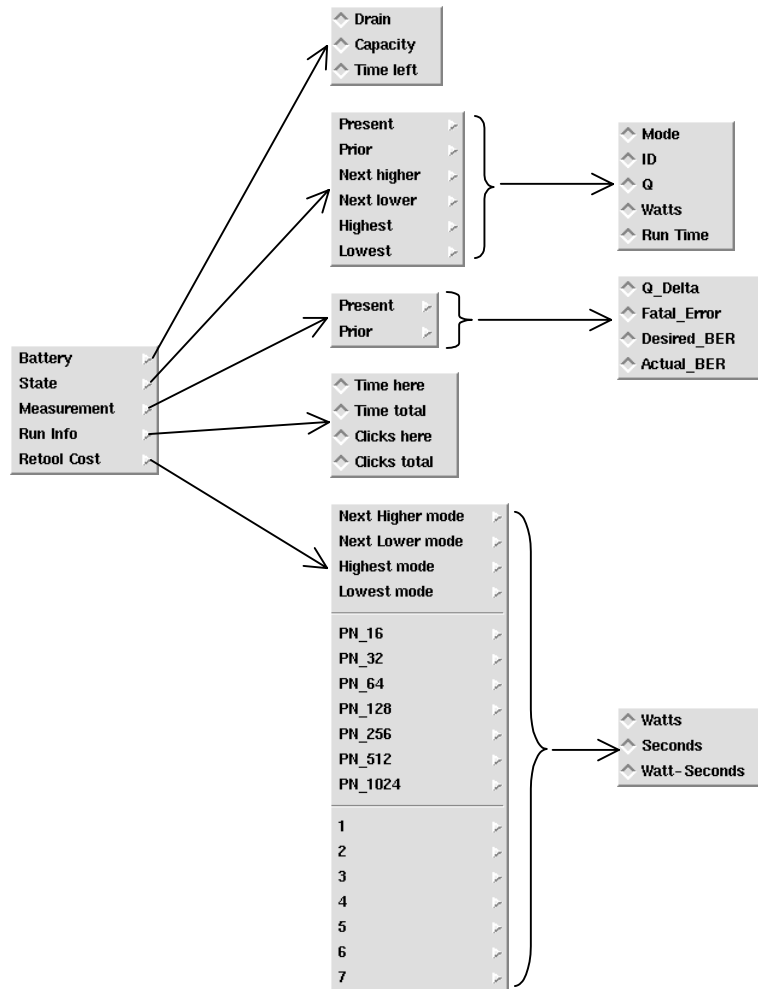 Drain
Capacity
Time left
Present
Prior
Next higher
Next lower
Highest
Lowest
Mode
ID
Q
Watts
Run Time
Present
Prior
Q_Delta
Fatal_Error
Desired_BER
Actual_BER
Battery
State
Measurement
Run Info
Retool Cost
Time here
Time total
Clicks here
Clicks total
Next Higher mode
Next Lower mode
Highest mode
Lowest mode
PN_16
PN_32
PN_64
PN_128
PN_256
PN_512
PN_1024
1
2
3
4
5
6
7
Watts
Seconds
Watt-Seconds